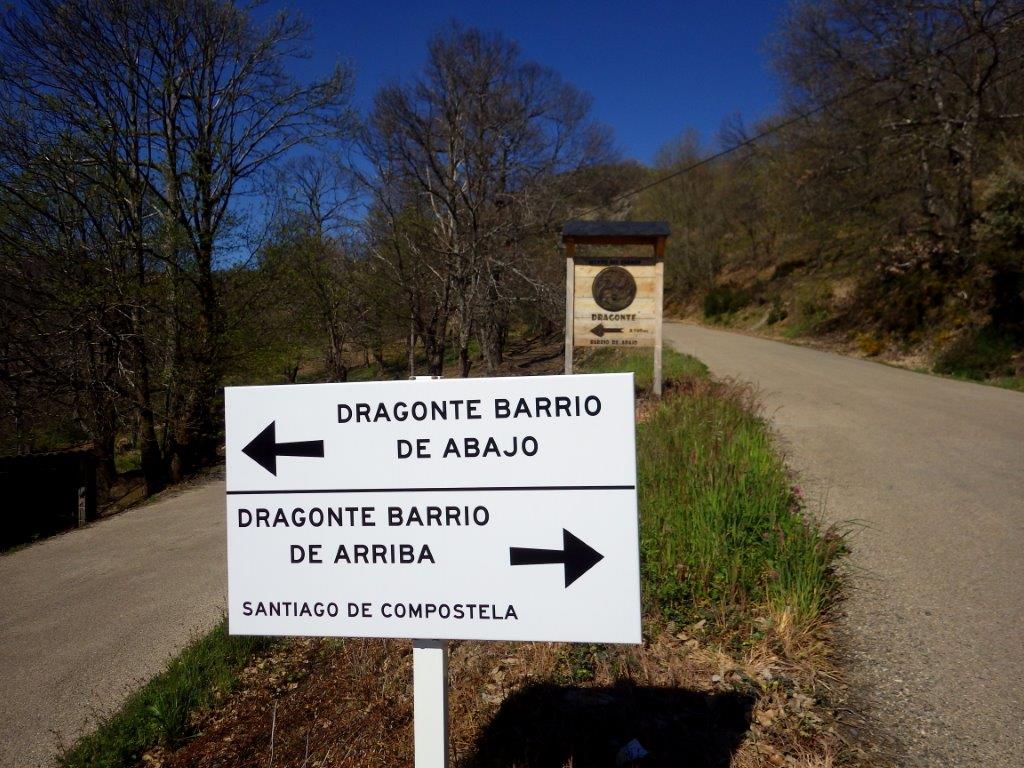 DRAGONTE BARRIO
DE ABAJO
DRAGONTE BARRIO
DE ARRIBA
SANTIAGO DE COMPOSTELA
DRAGONTE
BARRIO DE ABAJO